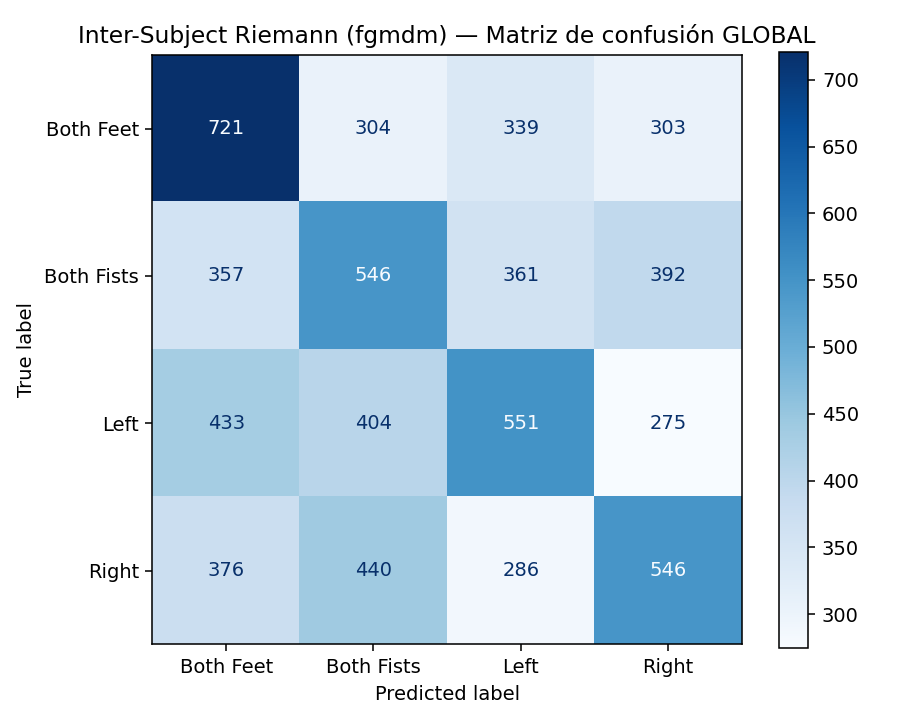 Inter-Subject Riemann (fgmdm) — Matriz de confusión GLOBAL
700
Both Feet 721 304 339 303
650
600
Both Fists 357 546 361 392
550
True label
500
450
Left 433 404 551 275
400
350
Right 376 440 286 546
300
Both Feet Both Fists Left Right
Predicted label